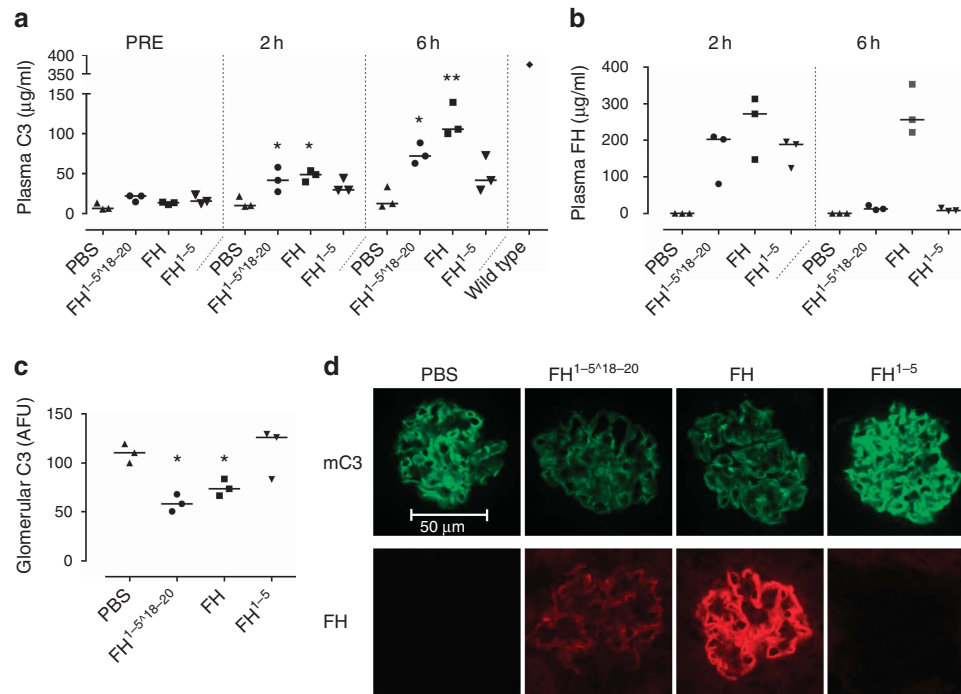 a
b
PRE
2 h
6 h
2 h
6 h
Plasma C3 (µg/ml)
400
350
150
100
50
0
*
*
*
**
PBS
FH1–5^18–20
FH
FH1–5
PBS
FH1–5^18–20
FH
FH1–5
PBS
FH1–5^18–20
FH
FH1–5
Wild type
Plasma FH (µg/ml)
400
300
200
100
0
PBS
FH1–5^18–20
FH
FH1–5
PBS
FH1–5^18–20
FH
FH1–5
c
Glomerular C3 (AFU)
150
100
50
0
*
*
PBS
FH1–5^18–20
FH
FH1–5
d
PBS
FH1–5^18–20
FH
FH1–5
mC3
50 µm
FH